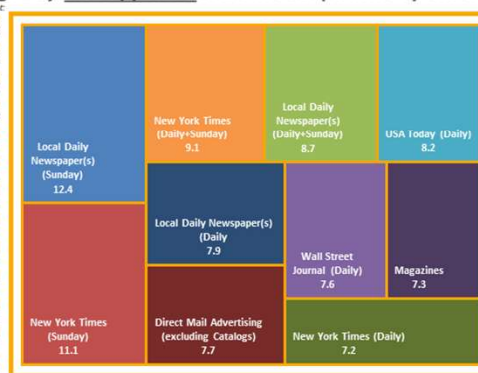 Local Daily
Newspaper(s)
(Sunday)
12.4
New York Times
(Daily+Sunday)
9.1
Local Daily
Newspaper(s)
(Daily+Sunday)
8.7
USA Today (Daily)
8.2
Local Daily Newspaper(s)
(Daily
7.9
Wall Street
Journal (Daily)
7.6
Magazines
7.3
New York Times
(Sunday)
11.1
Direct Mail Advertising
(excluding Catalogs)
7.7
New York Times (Daily)
7.2